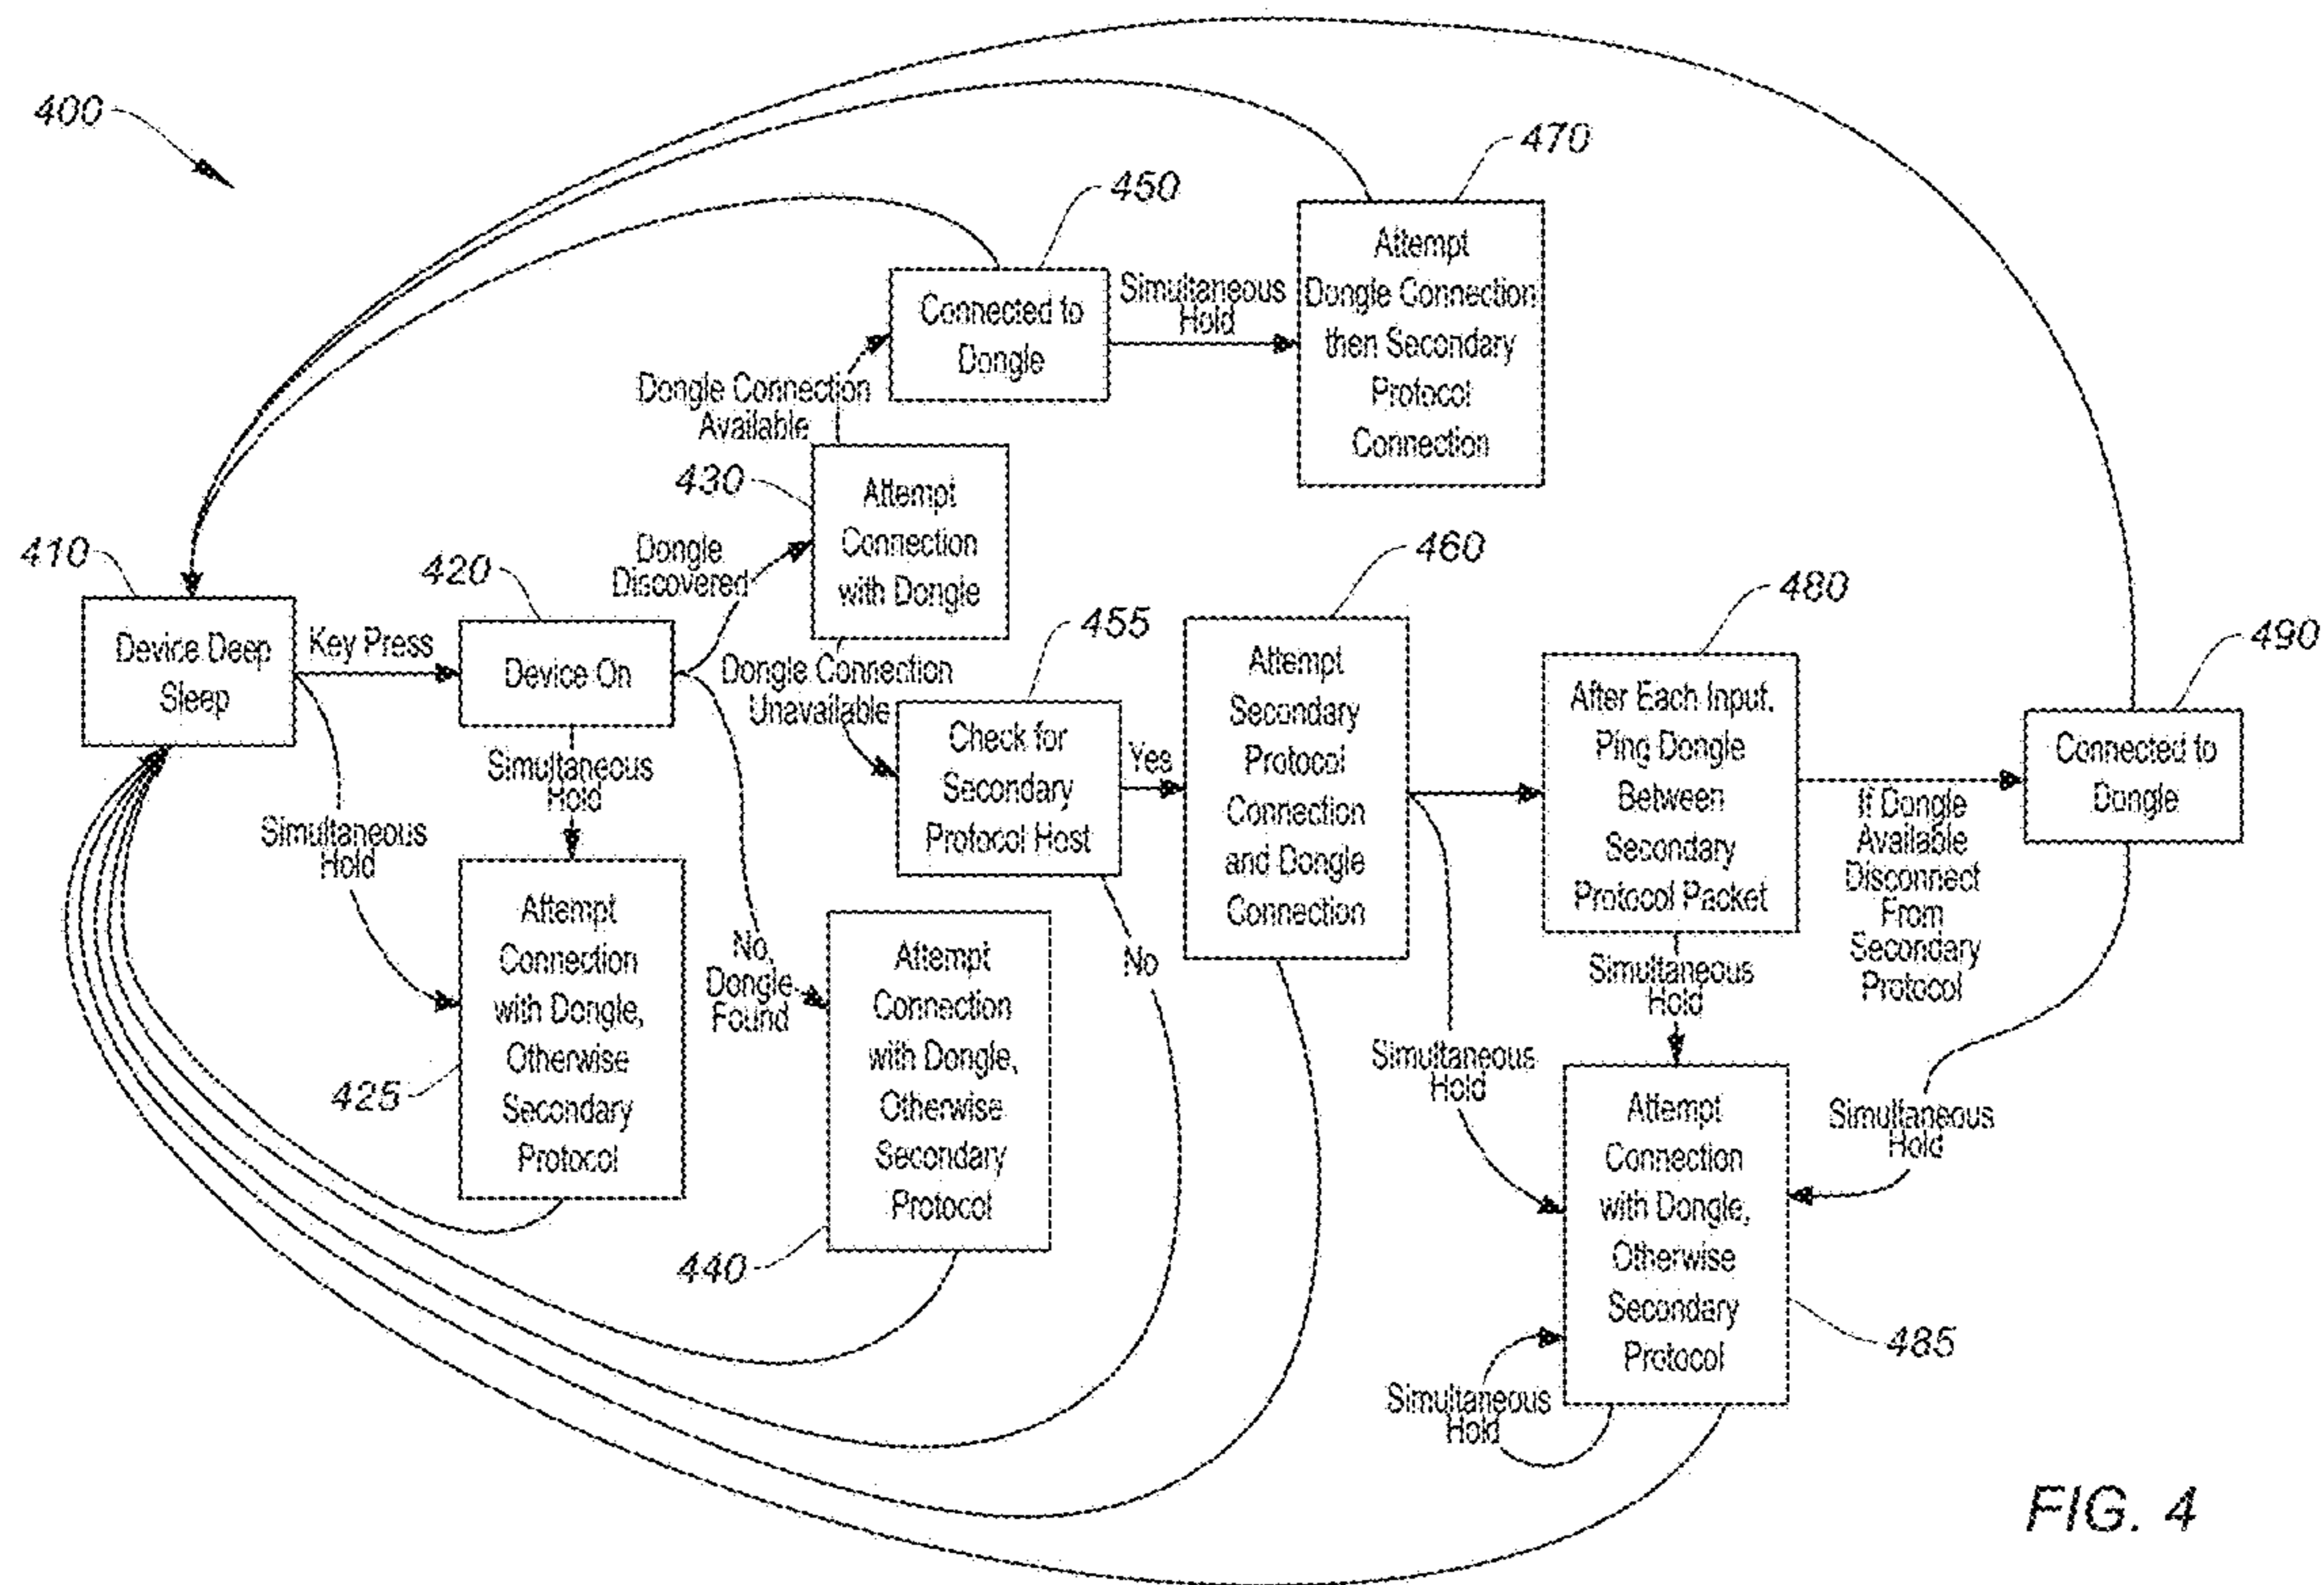 400
470
Attempt
Dongle Connection
then Secondary
Protocol
Connection
450
Connected to
Dongle
Simultaneous
Hold
Dongle Connection
Available
430
Attempt
Connection
with Dongle
Dongle
Discovered
410
Device Deep
Sleep
Key Press
420
Device On
Dongle Connection
Unavailable
455
Check for
Secondary
Protocol Host
Yes
No
460
Attempt
Secondary
Protocol
Connection
and Dongle
Connection
480
After Each Input,
Ping Dongle
Between
Secondary
Protocol Packet
490
Connected to
Dongle
If Dongle
Available
Disconnect
From
Secondary
Protocol
Simultaneous
Hold
Simultaneous
Hold
425
Attempt
Connection
with Dongle,
Otherwise
Secondary
Protocol
No
Dongle
Found
440
Attempt
Connection
with Dongle,
Otherwise
Secondary
Protocol
Simultaneous
Hold
Simultaneous
Hold
Simultaneous
Hold
Attempt
Connection
with Dongle,
Otherwise
Secondary
Protocol
485
Simultaneous
Hold
FIG. 4